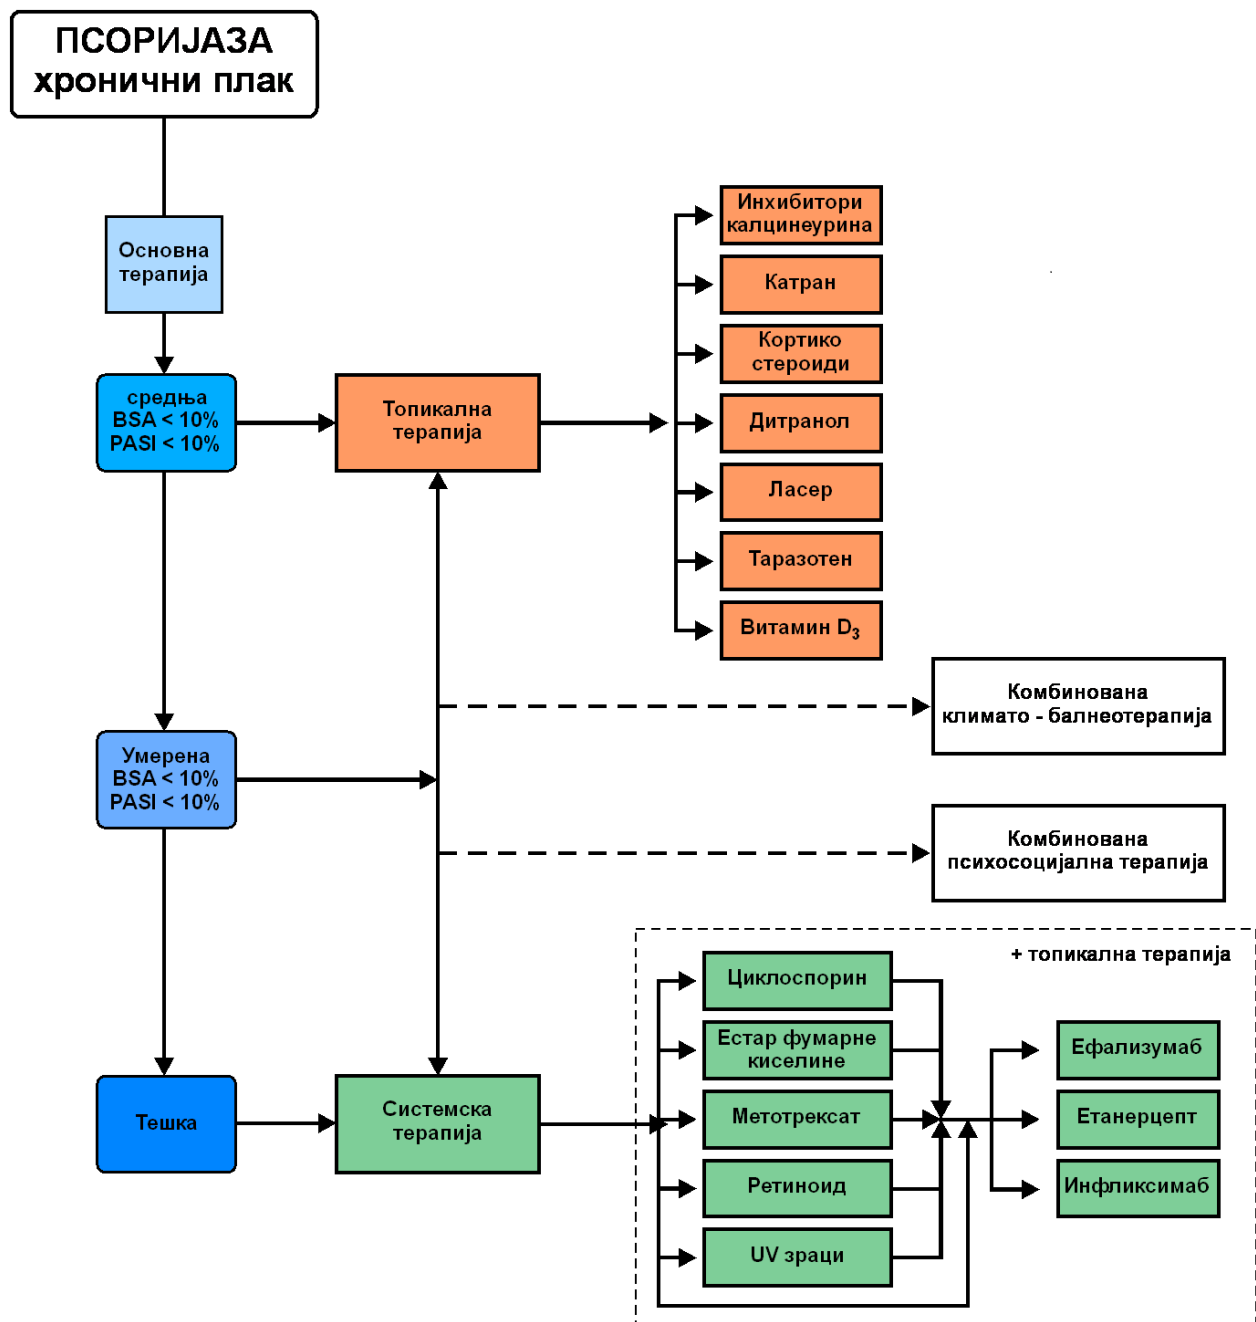 ПСОРИЈАЗА
хронични плак
Основна
терапија
средња
BSA < 10%
PASI < 10%
Топикална
терапија
Инхибитори
калцинеурина
Катран
Кортико
стероиди
Дитранол
Ласер
Таразотен
Витамин D₃
Комбинована
климато - балнеотерапија
Умерена
BSA < 10%
PASI < 10%
Комбинована
психосоцијална терапија
Тешка
Системска
терапија
+ топикална терапија
Циклоспорин
Естар фумарне
киселине
Метотрексат
Ретиноид
UV зраци
Ефализумаб
Етанерцепт
Инфликсимаб